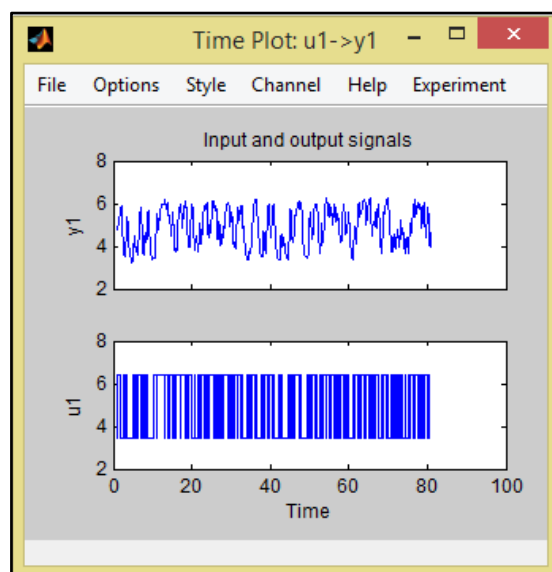 Time Plot: u1->y1
File Options Style Channel Help Experiment
Input and output signals
8
6
4
2
y1
8
6
4
2
u1
0 20 40 60 80 100
Time